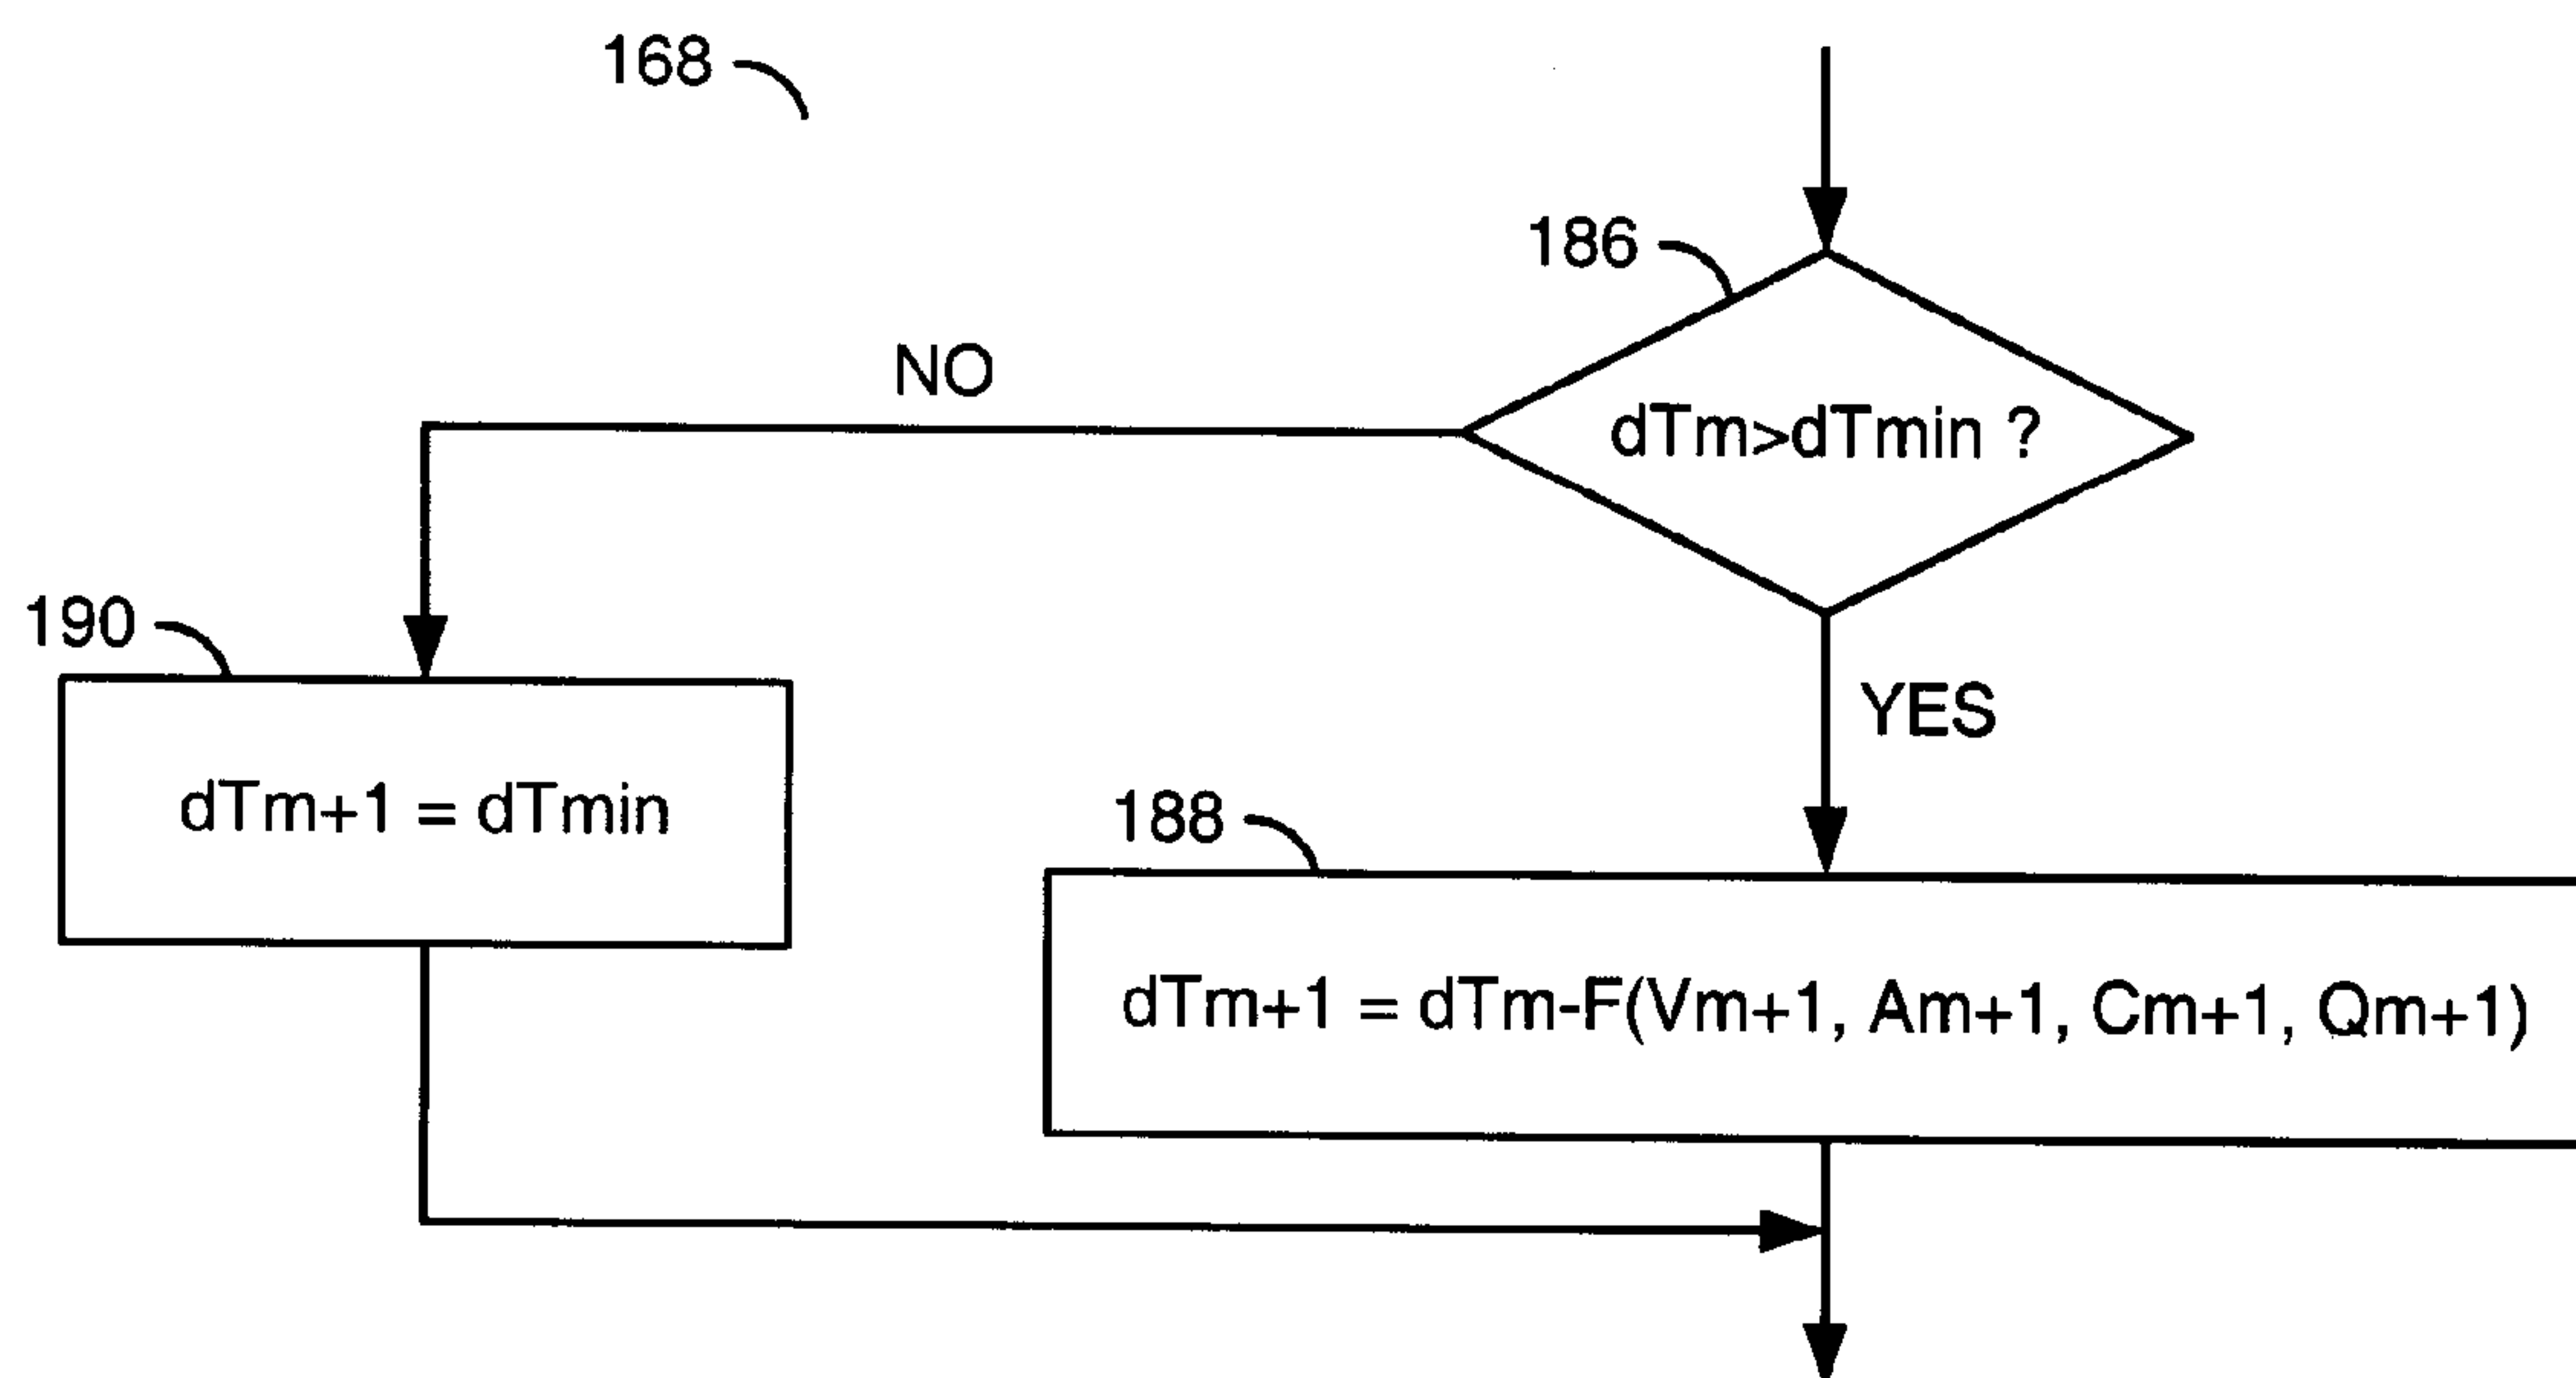 168
186
NO
dTm>dTmin ?
190
YES
dTm+1 = dTmin
188
dTm+1 = dTm-F(Vm+1, Am+1, Cm+1, Qm+1)